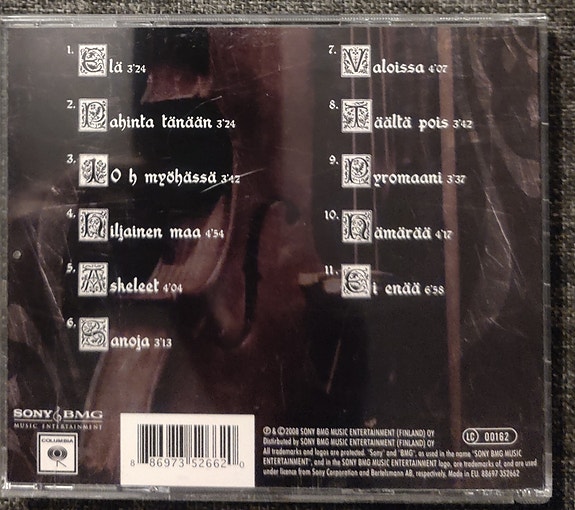 1. Elä 3'24
2. Pahinta tänään 3'24
3. 10 h myöhässä 3'42
4. Hiljainen maa 4'54
5. Askeleet 4'04
6. Sanoja 3'13
7. Valoissa 4'07
8. Täältä pois 3'42
9. Pyromaani 3'37
10. Hämärää 4'17
11. Ei enää 6'58
SONY BMG
MUSIC ENTERTAINMENT
COLUMBIA
8 86973 52662 0
℗ & ©2008 SONY BMG MUSIC ENTERTAINMENT (FINLAND) OY
Distributed by SONY BMG MUSIC ENTERTAINMENT (FINLAND) OY
All trademarks and logos are protected. "Sony" and "BMG", as used in the name "SONY BMG MUSIC
ENTERTAINMENT", and in the SONY BMG MUSIC ENTERTAINMENT logo, are trademarks of, and are used
under licence from Sony Corporation and Bertelsmann AB, respectively. Made in EU. 88697 352662
LC 00162